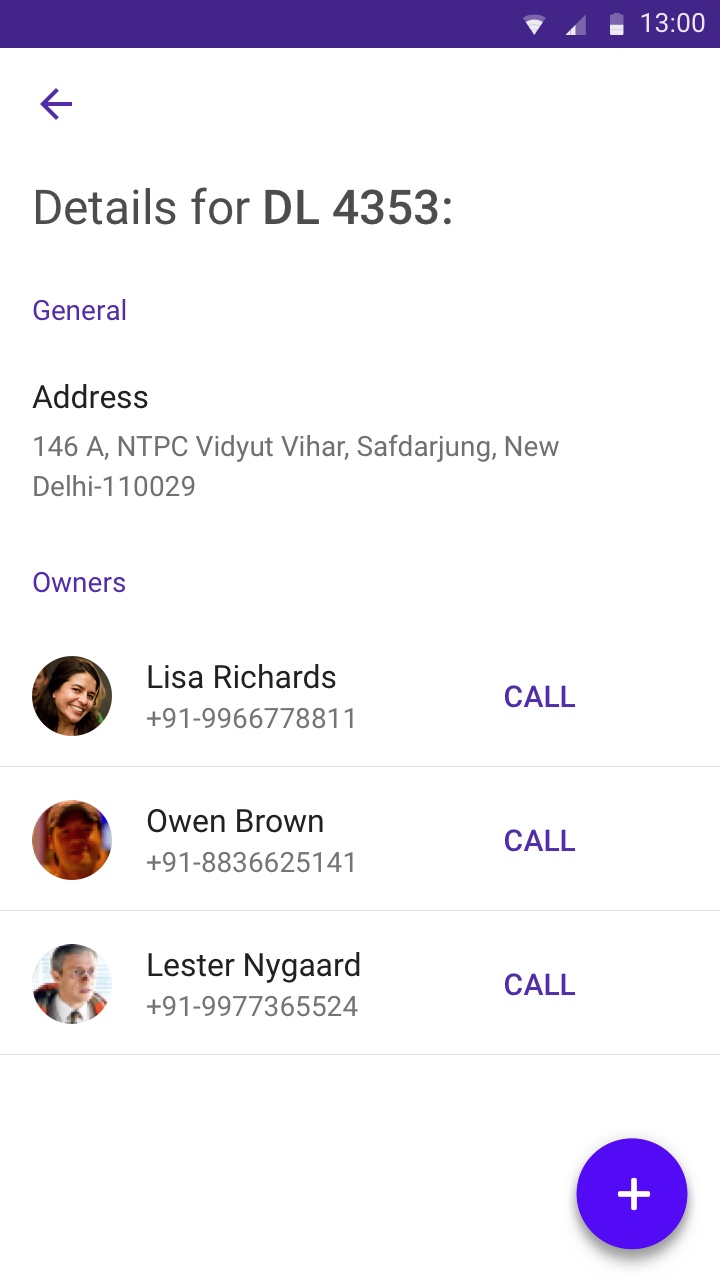 13:00
Details for DL 4353:
General
Address
146 A, NTPC Vidyut Vihar, Safdarjung, New
Delhi-110029
Owners
Lisa Richards
+91-9966778811
CALL
Owen Brown
+91-8836625141
CALL
Lester Nygaard
+91-9977365524
CALL